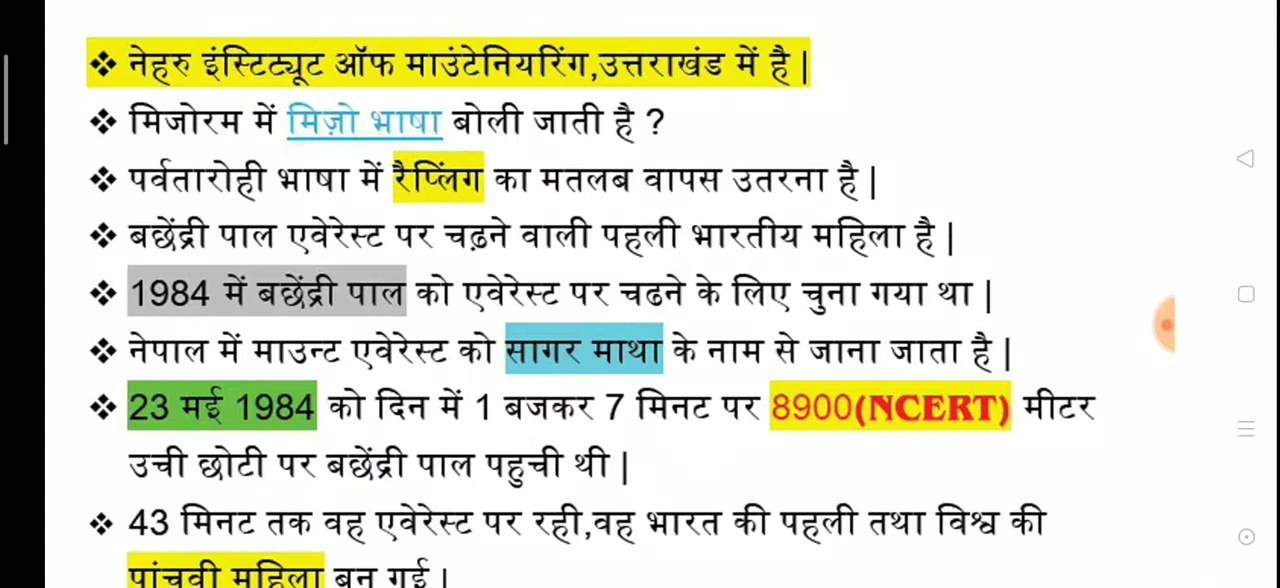 ❖ नेहरु इंस्टिट्यूट ऑफ माउंटेनियरिंग,उत्तराखंड में है |
❖ मिजोरम में मिज़ो भाषा बोली जाती है ?
❖ पर्वतारोही भाषा में रैप्लिंग का मतलब वापस उतरना है |
❖ बछेंद्री पाल एवेरेस्ट पर चढ़ने वाली पहली भारतीय महिला है |
❖ 1984 में बछेंद्री पाल को एवेरेस्ट पर चढने के लिए चुना गया था |
❖ नेपाल में माउन्ट एवेरेस्ट को सागर माथा के नाम से जाना जाता है |
❖ 23 मई 1984 को दिन में 1 बजकर 7 मिनट पर 8900(NCERT) मीटर
उची छोटी पर बछेंद्री पाल पहुची थी |
❖ 43 मिनट तक वह एवेरेस्ट पर रही,वह भारत की पहली तथा विश्व की
पांचवी महिला बन गई |